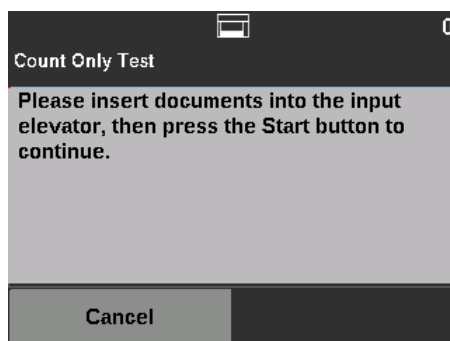 Count Only Test
Please insert documents into the input
elevator, then press the Start button to
continue.
Cancel